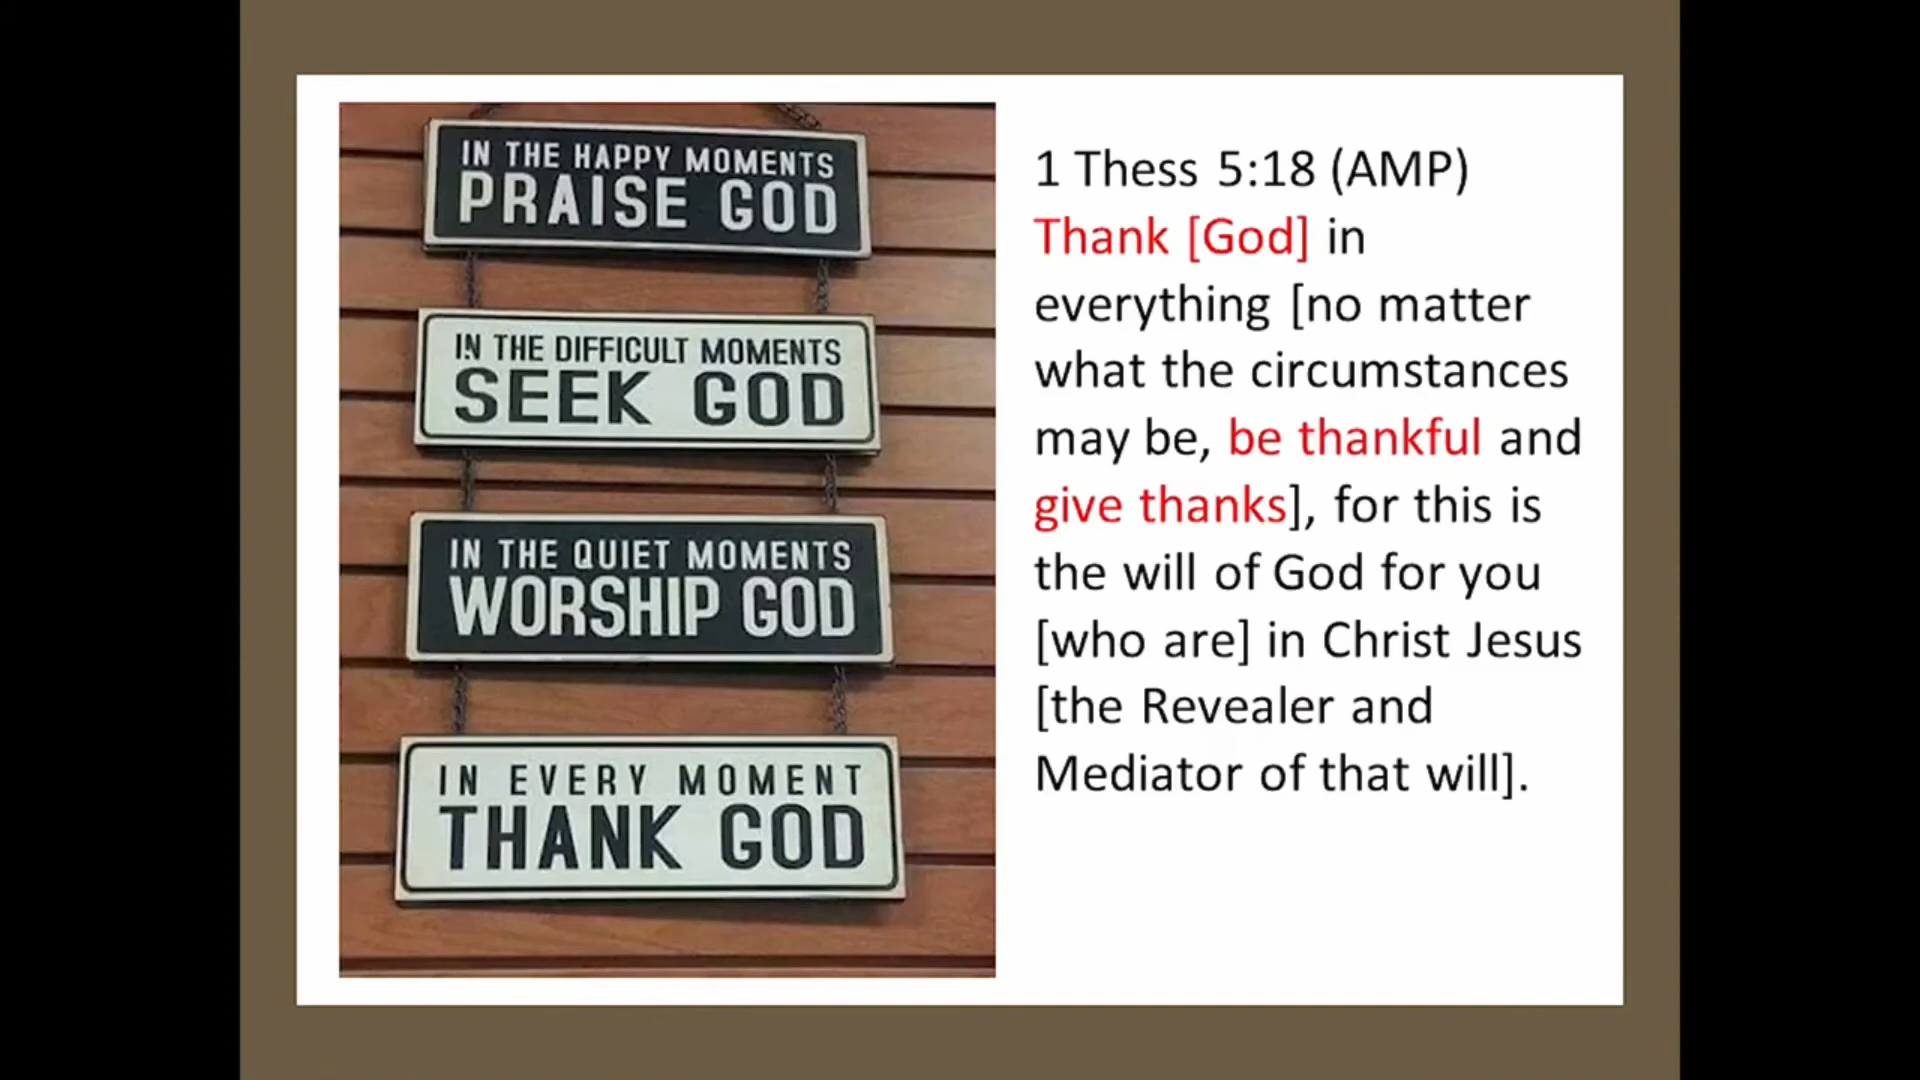 IN THE HAPPY MOMENTS
PRAISE GOD
IN THE DIFFICULT MOMENTS
SEEK GOD
IN THE QUIET MOMENTS
WORSHIP GOD
IN EVERY MOMENT
THANK GOD
1 Thess 5:18 (AMP)
Thank [God] in
everything [no matter
what the circumstances
may be, be thankful and
give thanks], for this is
the will of God for you
[who are] in Christ Jesus
[the Revealer and
Mediator of that will].